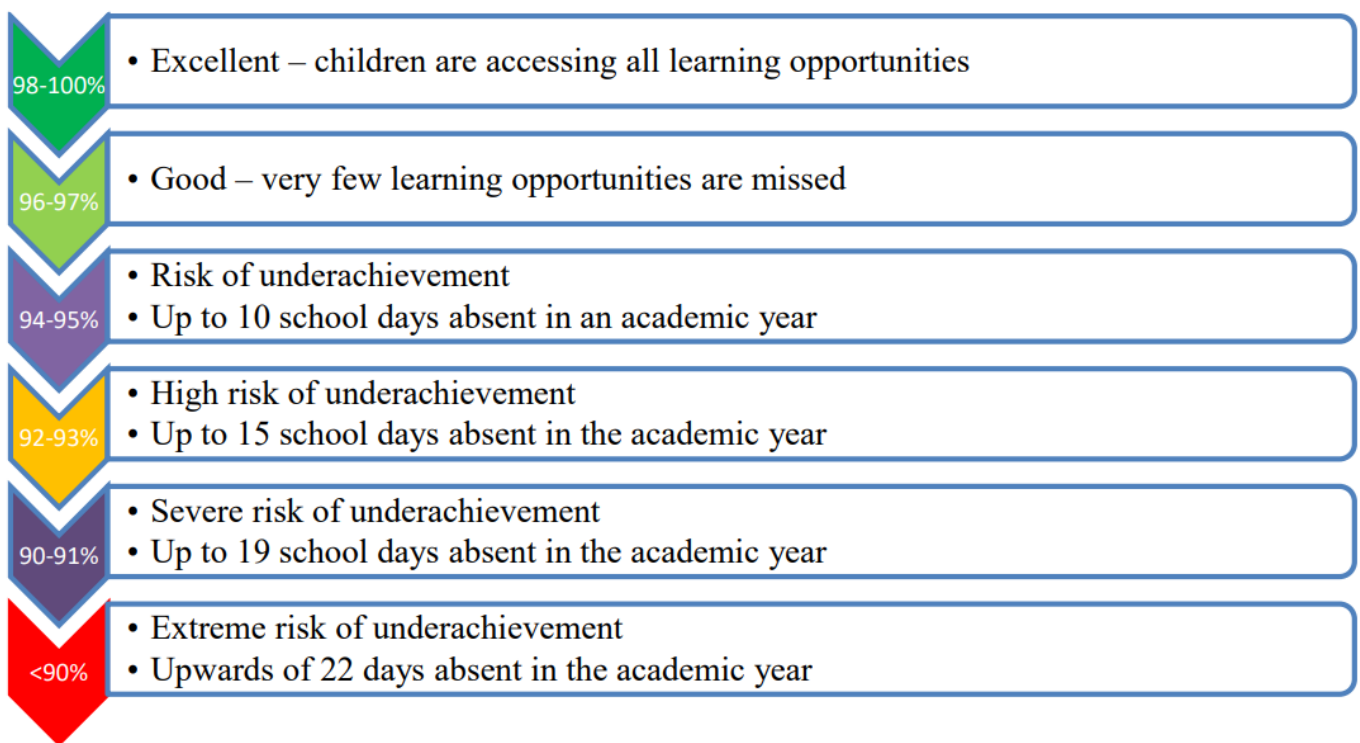 98-100%
• Excellent – children are accessing all learning opportunities
96-97%
• Good – very few learning opportunities are missed
94-95%
• Risk of underachievement
• Up to 10 school days absent in an academic year
92-93%
• High risk of underachievement
• Up to 15 school days absent in the academic year
90-91%
• Severe risk of underachievement
• Up to 19 school days absent in the academic year
<90%
• Extreme risk of underachievement
• Upwards of 22 days absent in the academic year